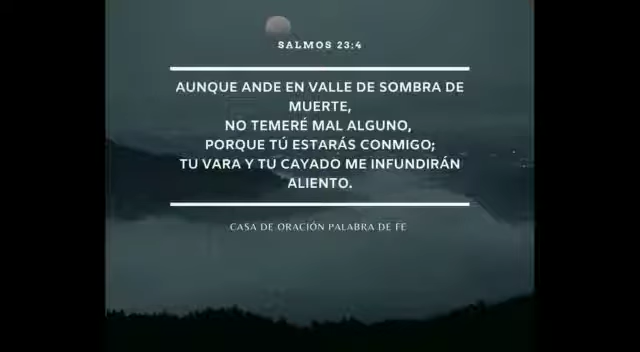 SALMOS 23:4
AUNQUE ANDE EN VALLE DE SOMBRA DE
MUERTE,
NO TEMERÉ MAL ALGUNO,
PORQUE TÚ ESTARÁS CONMIGO;
TU VARA Y TU CAYADO ME INFUNDIRÁN
ALIENTO.
CASA DE ORACIÓN PALABRA DE FE